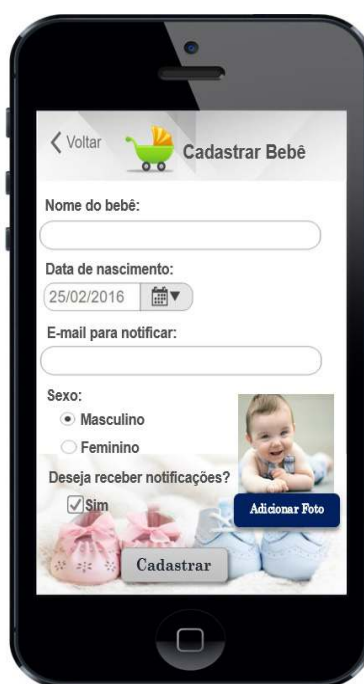 Voltar
Cadastrar Bebê
Nome do bebê:
Data de nascimento:
25/02/2016
E-mail para notificar:
Sexo:
Masculino
Feminino
Deseja receber notificações?
Sim
Adicionar Foto
Cadastrar